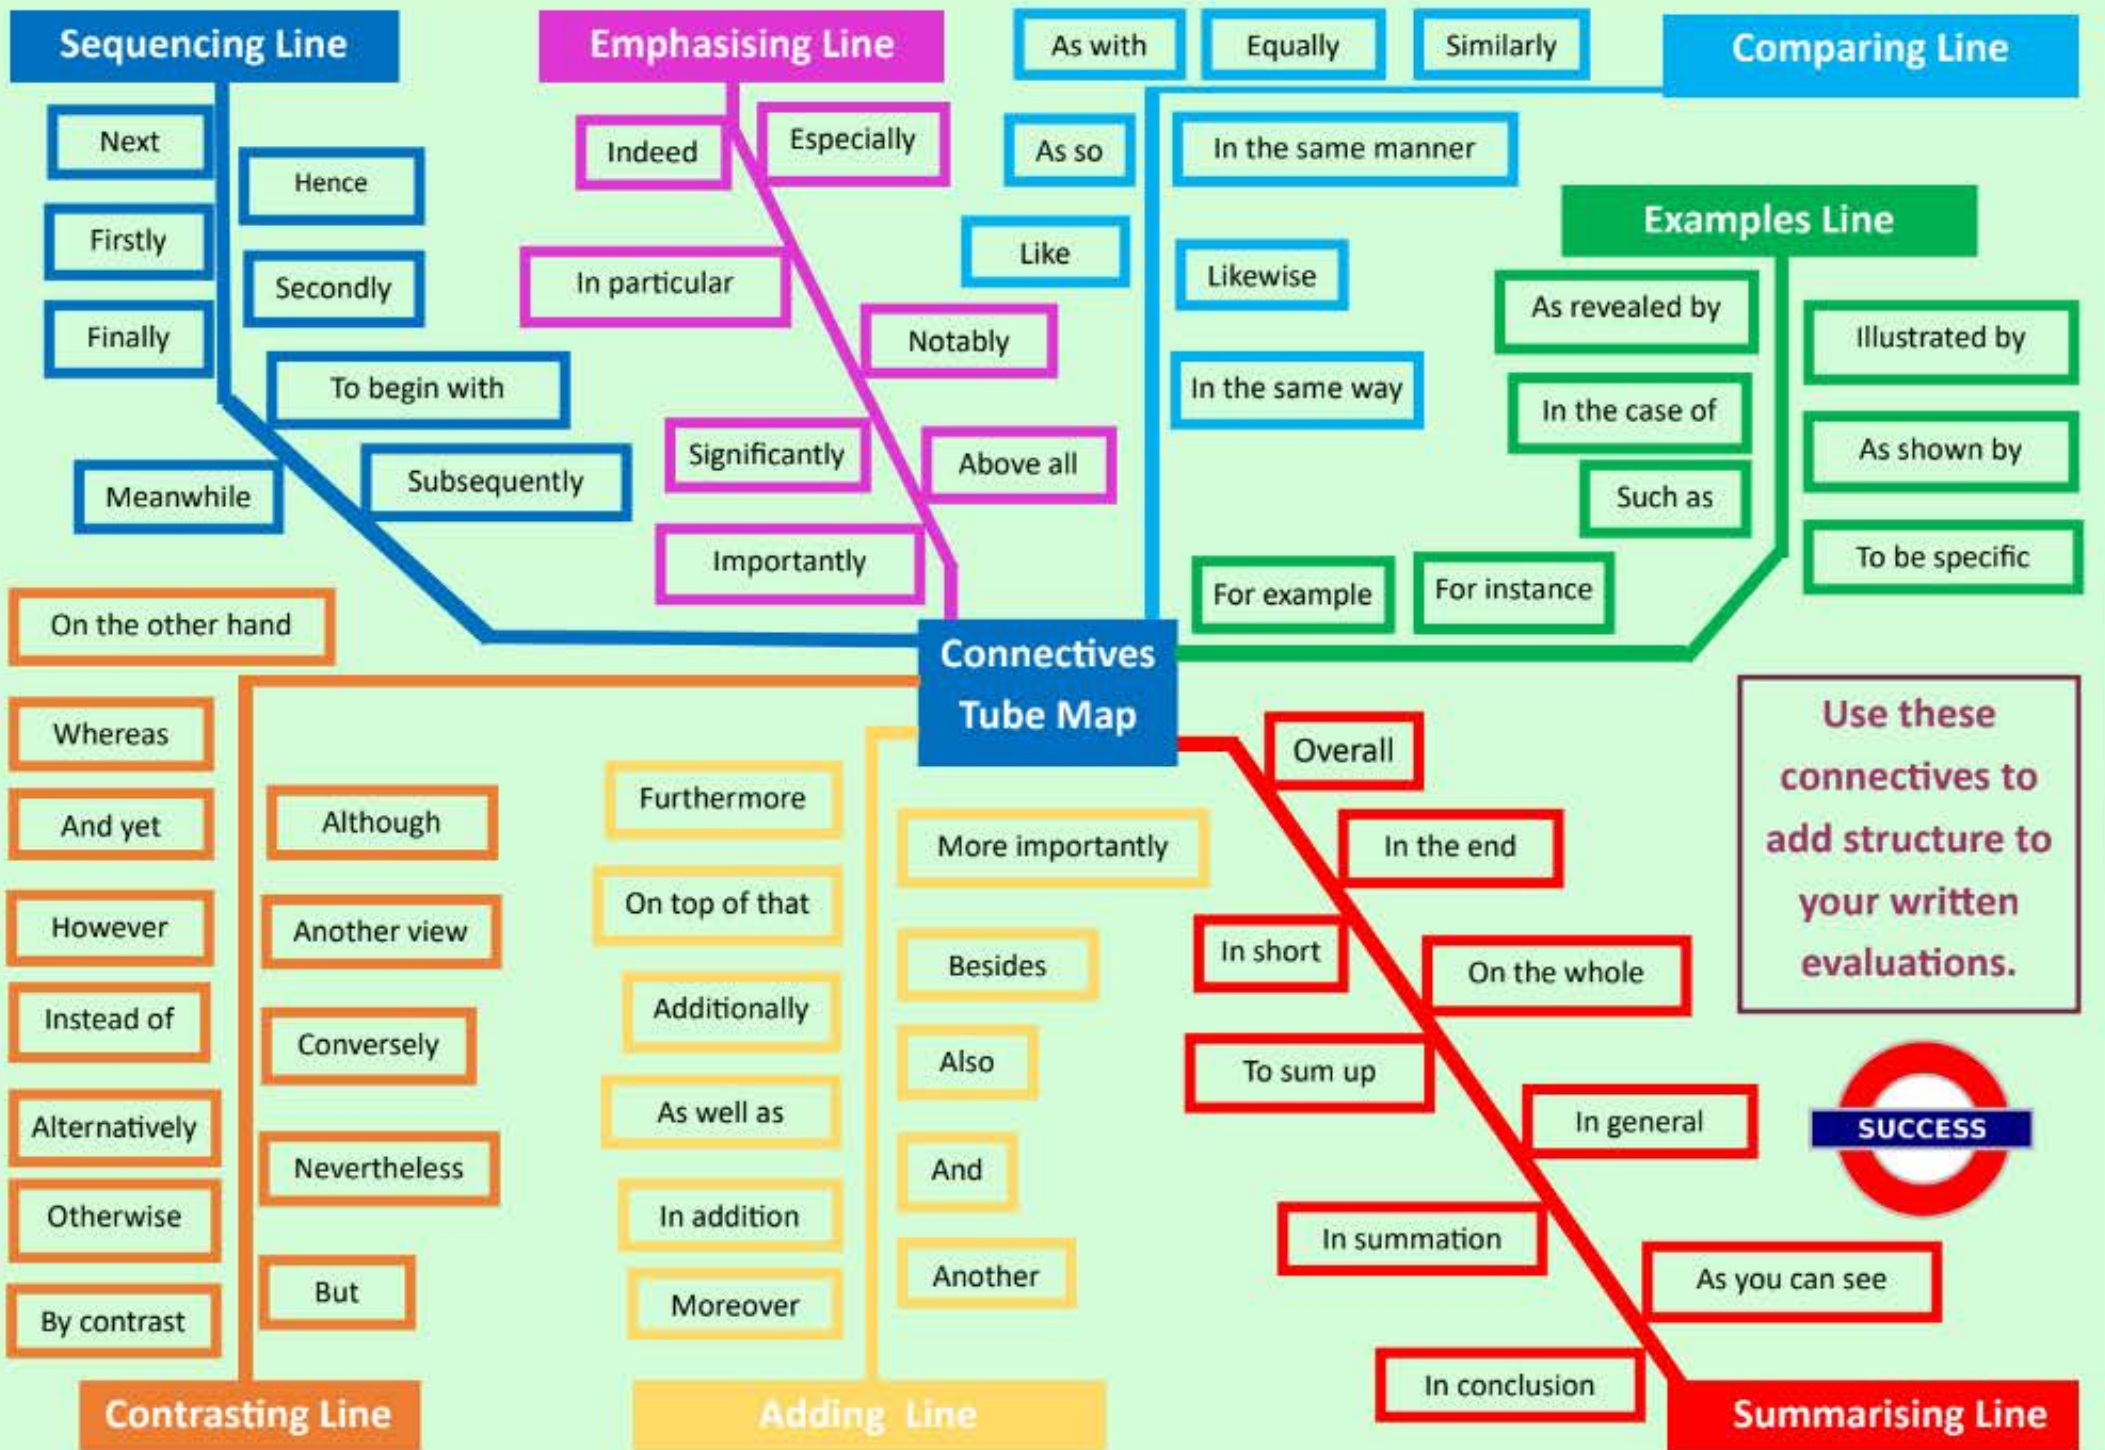 Sequencing Line
Next
Hence
Firstly
Secondly
Finally
To begin with
Subsequently
Meanwhile
Emphasising Line
Indeed
Especially
In particular
Notably
Significantly
Above all
Importantly
Comparing Line
As with
Equally
Similarly
As so
In the same manner
Like
Likewise
In the same way
Examples Line
As revealed by
Illustrated by
In the case of
As shown by
Such as
To be specific
For example
For instance
Connectives
Tube Map
On the other hand
Whereas
Although
And yet
Another view
However
Instead of
Conversely
Alternatively
Nevertheless
Otherwise
But
By contrast
Contrasting Line
Furthermore
More importantly
On top of that
Besides
Additionally
Also
As well as
And
In addition
Another
Moreover
Adding Line
Overall
In the end
In short
On the whole
To sum up
In general
In summation
As you can see
In conclusion
Summarising Line
Use these
connectives to
add structure to
your written
evaluations.
SUCCESS